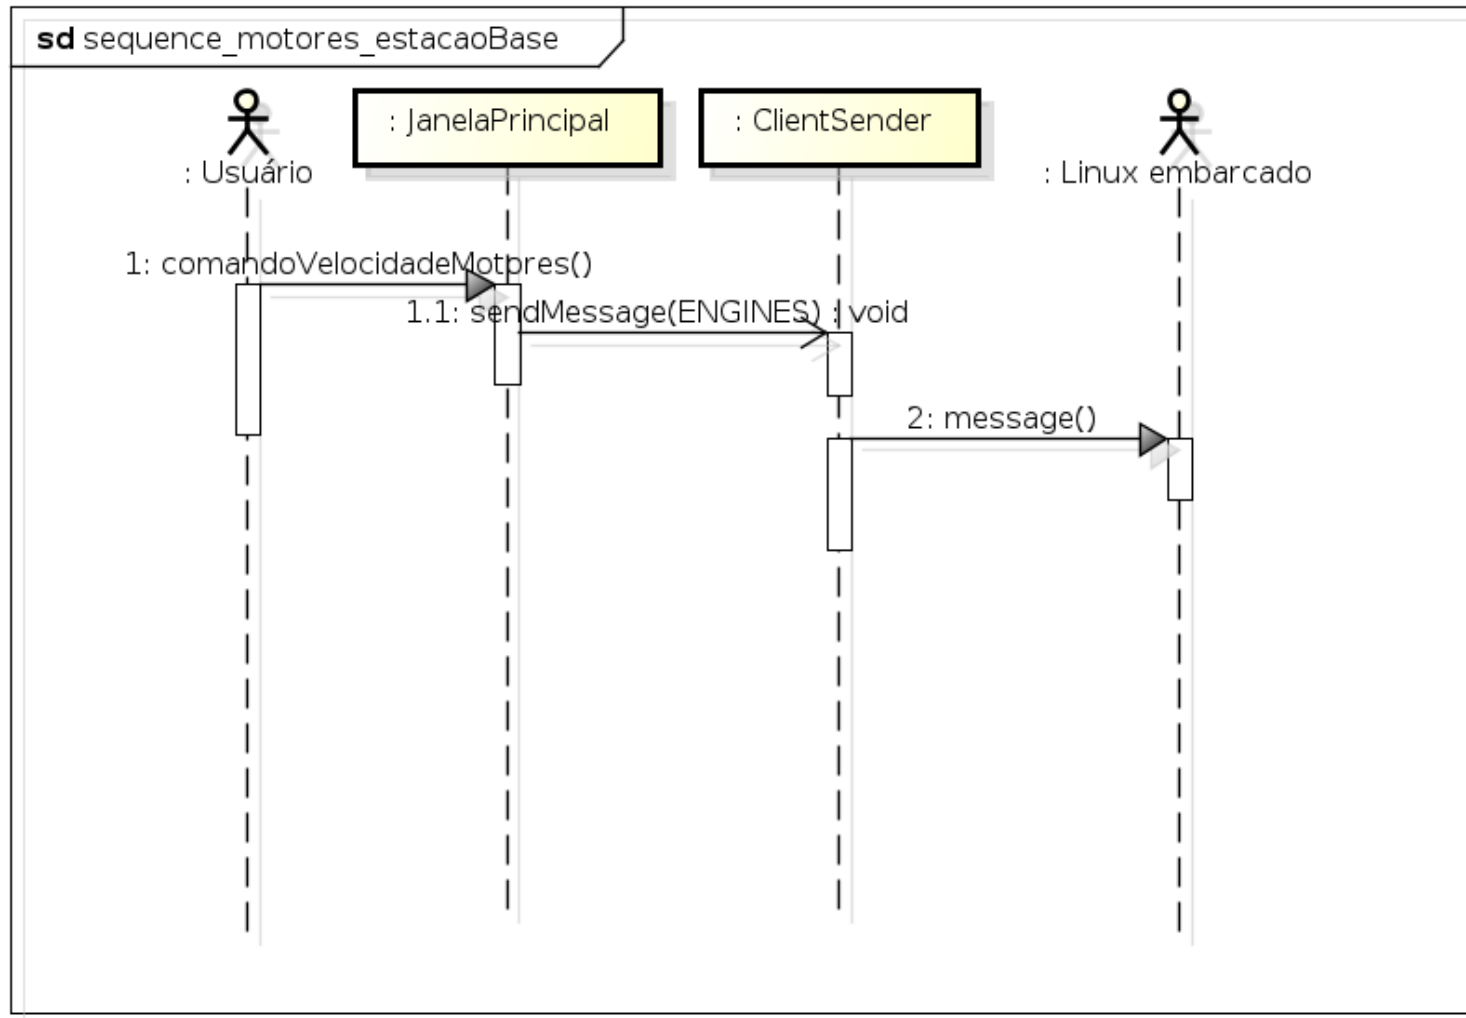 sd sequence_motores_estacaoBase
: Usuário
: JanelaPrincipal
: ClientSender
: Linux embarcado
1: comandoVelocidadeMotores()
1.1: sendMessage(ENGINES) : void
2: message()